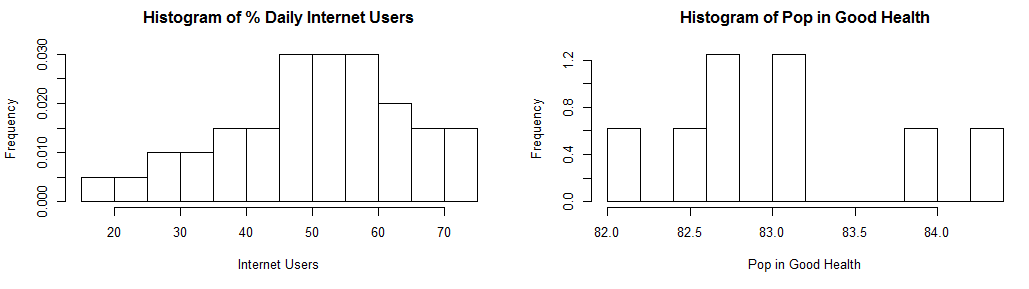 Histogram of % Daily Internet Users
Frequency
0.000 0.010 0.020 0.030
20 30 40 50 60 70
Internet Users
Histogram of Pop in Good Health
Frequency
0.0 0.4 0.8 1.2
82.0 82.5 83.0 83.5 84.0
Pop in Good Health